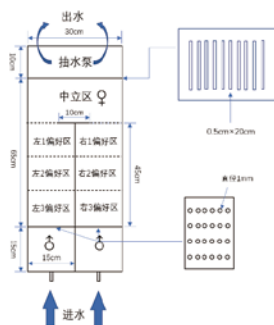 出水
30cm
抽水泵
10cm
中立区
10cm
65cm
左1偏好区 右1偏好区
左2偏好区 右2偏好区
左3偏好区 右3偏好区
45cm
15cm
15cm
进水
0.5cm×20cm
直径1mm